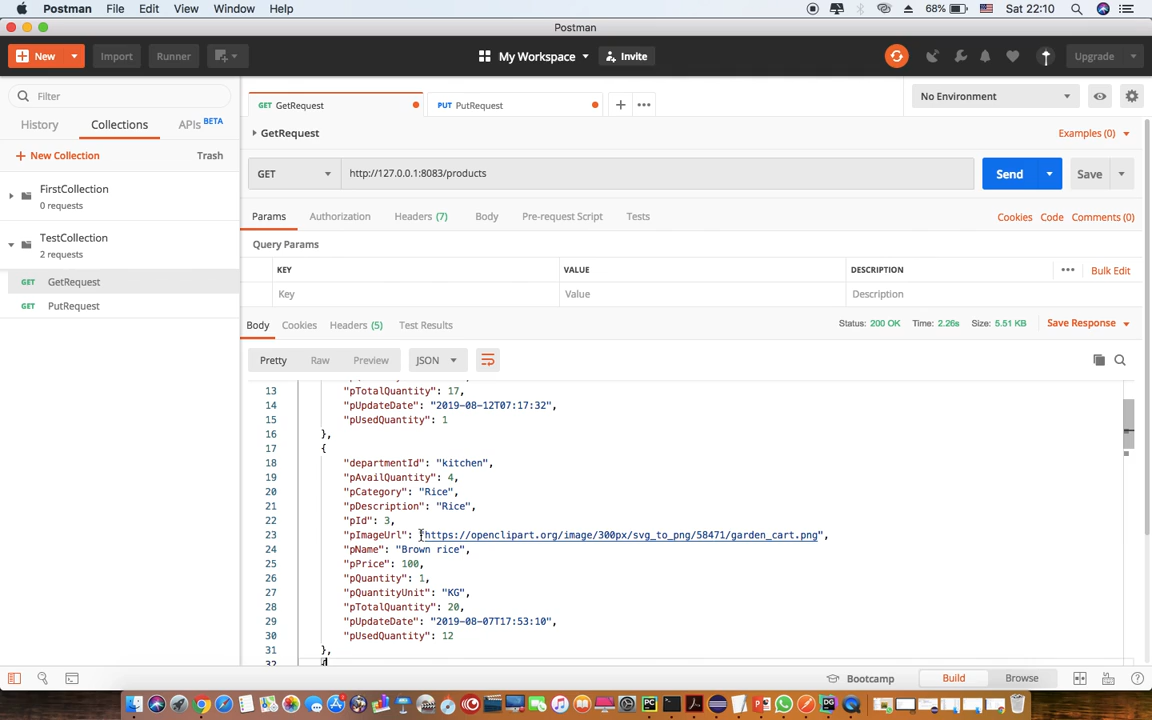 Postman File Edit View Window Help 68% Sat 22:10
Postman
New Import Runner My Workspace Invite Upgrade
Filter
GET GetRequest PUT PutRequest No Environment
History Collections APIs BETA
GetRequest Examples (0)
+ New Collection Trash
GET http://127.0.0.1:8083/products Send Save
FirstCollection
0 requests
Params Authorization Headers (7) Body Pre-request Script Tests Cookies Code Comments (0)
TestCollection
2 requests
Query Params
KEY VALUE DESCRIPTION Bulk Edit
GET GetRequest
Key Value Description
GET PutRequest
Body Cookies Headers (5) Test Results Status: 200 OK Time: 2.26s Size: 5.51 KB Save Response
Pretty Raw Preview JSON
13 "pTotalQuantity": 17,
14 "pUpdateDate": "2019-08-12T07:17:32",
15 "pUsedQuantity": 1
16 },
17 {
18 "departmentId": "kitchen",
19 "pAvailQuantity": 4,
20 "pCategory": "Rice",
21 "pDescription": "Rice",
22 "pId": 3,
23 "pImageUrl": "https://openclipart.org/image/300px/svg_to_png/58471/garden_cart.png",
24 "pName": "Brown rice",
25 "pPrice": 100,
26 "pQuantity": 1,
27 "pQuantityUnit": "KG",
28 "pTotalQuantity": 20,
29 "pUpdateDate": "2019-08-07T17:53:10",
30 "pUsedQuantity": 12
31 },
32 {
Bootcamp Build Browse